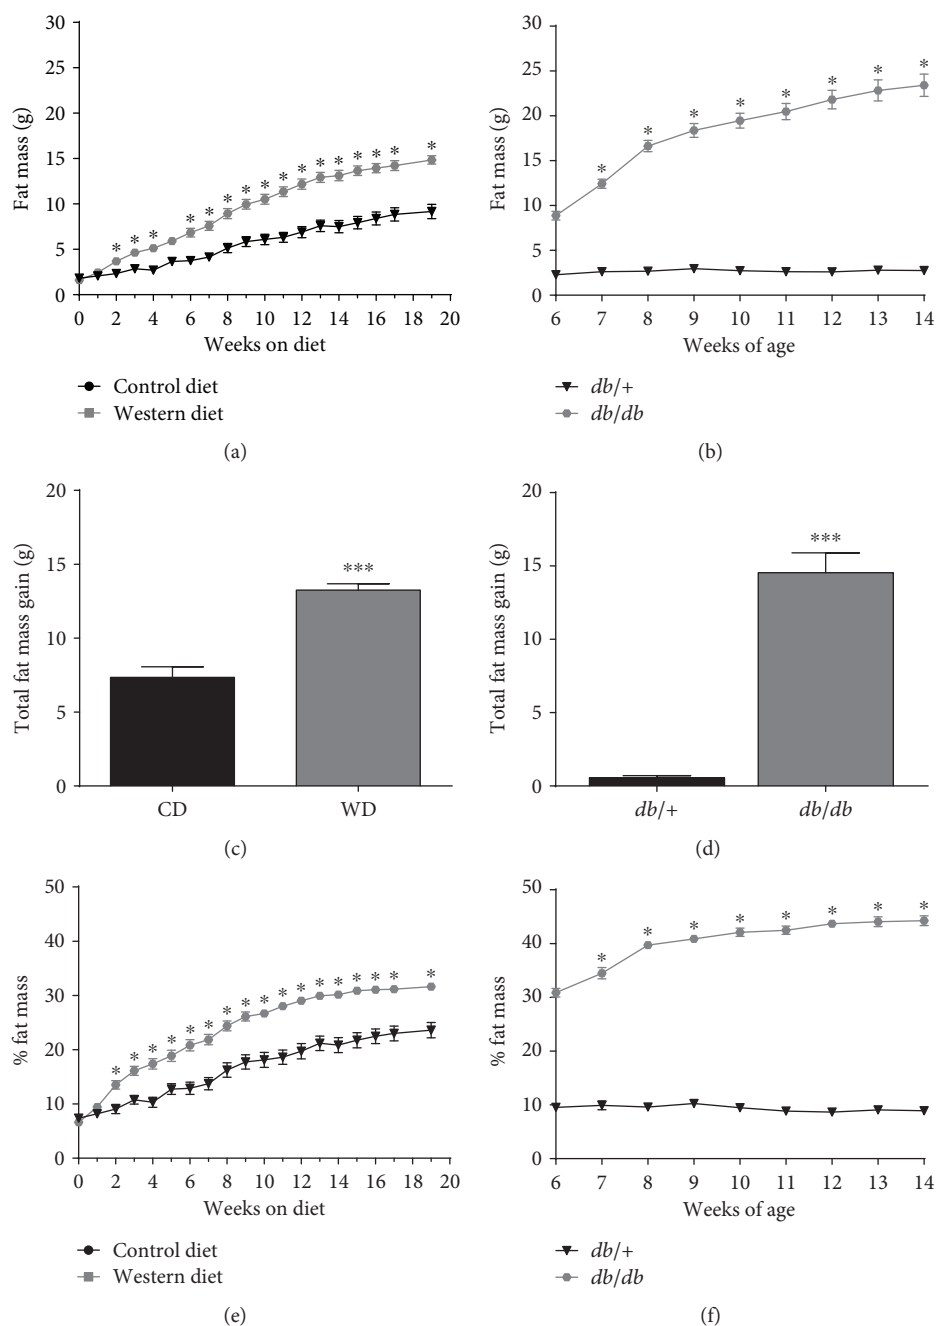 30
25
20
15
10
5
0
Fat mass (g)
* * * * * * * * * * * * * * * *
0 2 4 6 8 10 12 14 16 18 20
Weeks on diet
Control diet
Western diet
(a)
30
25
20
15
10
5
0
Fat mass (g)
* * * * * * * *
6 7 8 9 10 11 12 13 14
Weeks of age
db/+
db/db
(b)
20
15
10
5
0
Total fat mass gain (g)
***
CD WD
(c)
20
15
10
5
0
Total fat mass gain (g)
***
db/+ db/db
(d)
50
40
30
20
10
0
% fat mass
* * * * * * * * * * * * * * * * *
0 2 4 6 8 10 12 14 16 18 20
Weeks on diet
Control diet
Western diet
(e)
50
40
30
20
10
0
% fat mass
* * * * * * * *
6 7 8 9 10 11 12 13 14
Weeks of age
db/+
db/db
(f)